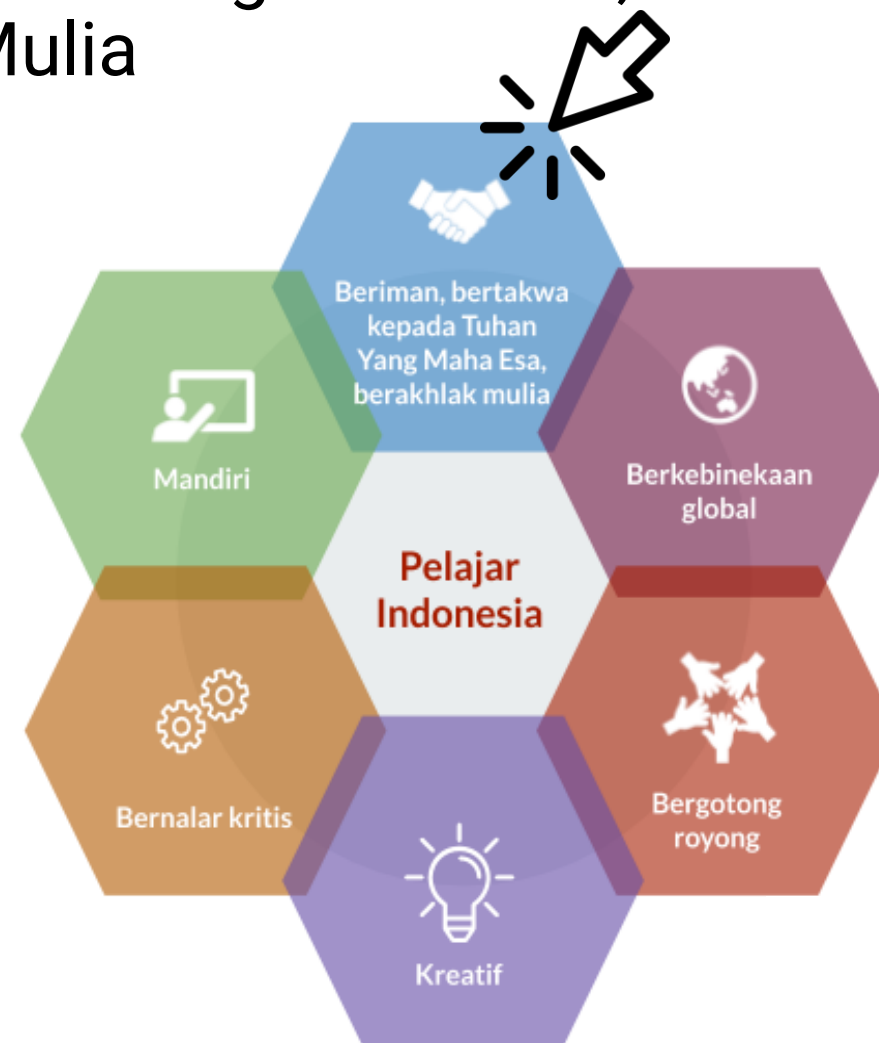 Mulia
Beriman, bertakwa
kepada Tuhan
Yang Maha Esa,
berakhlak mulia
Mandiri
Berkebinekaan
global
Pelajar
Indonesia
Bernalar kritis
Bergotong
royong
Kreatif